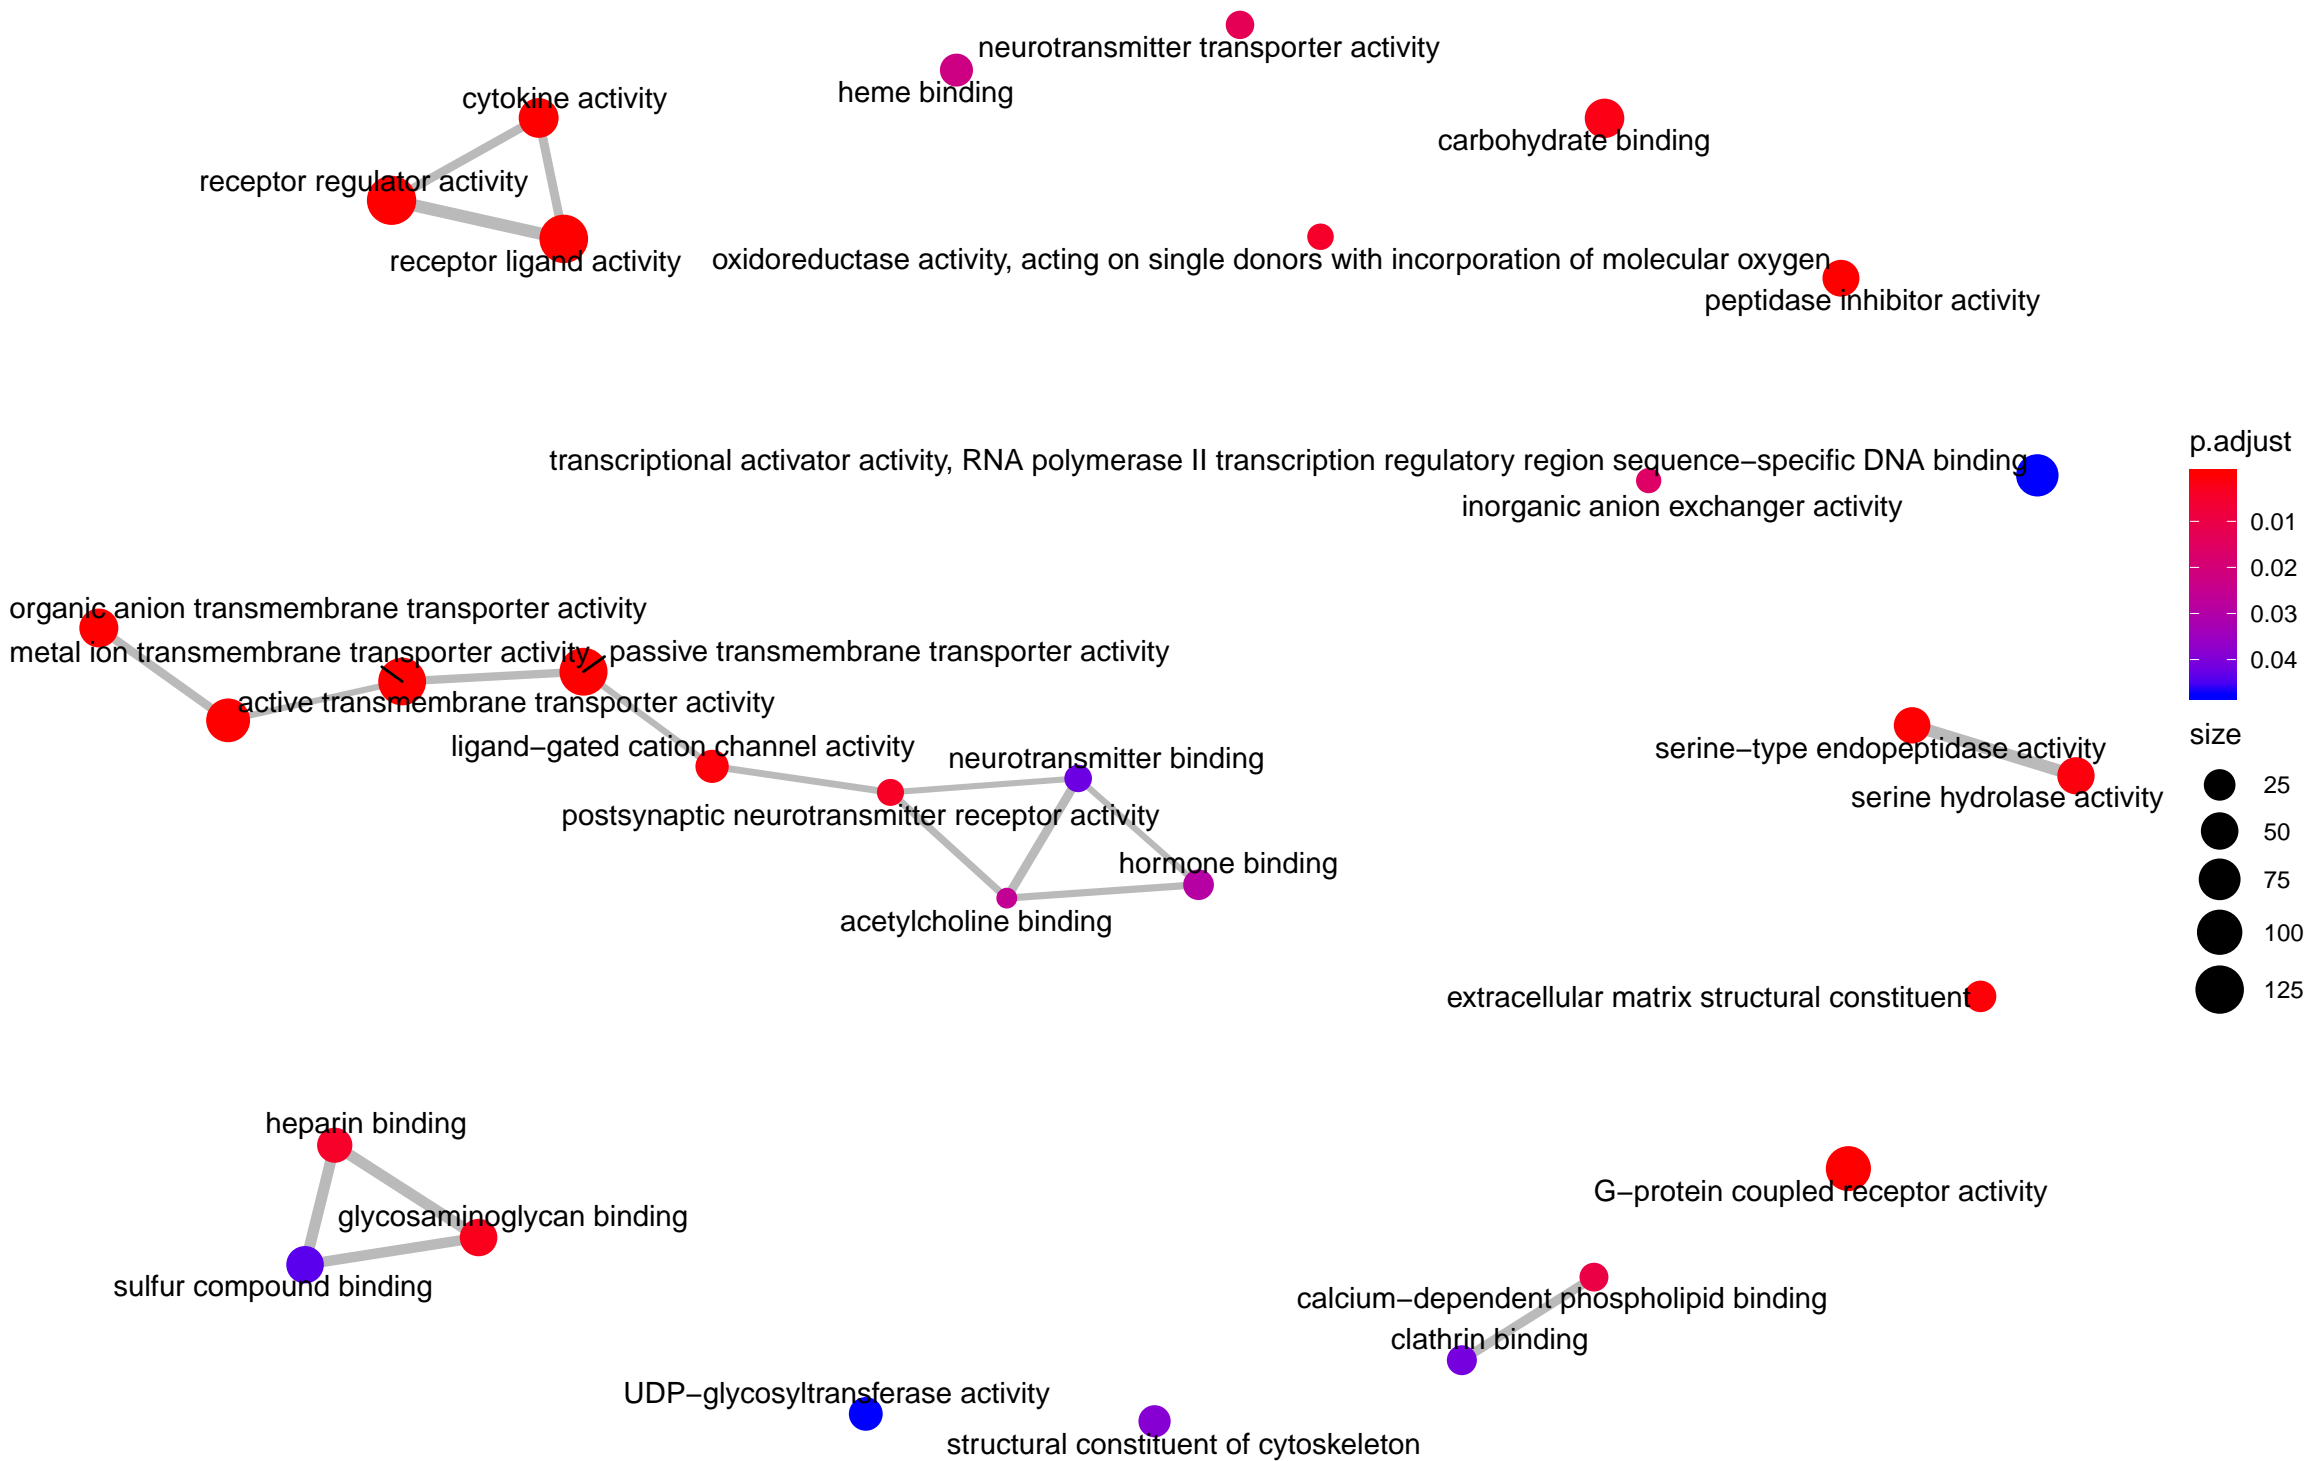 neurotransmitter transporter activity
heme binding
cytokine activity
carbohydrate binding
receptor regulator activity
receptor ligand activity
oxidoreductase activity, acting on single donors with incorporation of molecular oxygen
peptidase inhibitor activity
transcriptional activator activity, RNA polymerase II transcription regulatory region sequence−specific DNA binding
inorganic anion exchanger activity
organic anion transmembrane transporter activity
metal ion transmembrane transporter activity
passive transmembrane transporter activity
active transmembrane transporter activity
ligand−gated cation channel activity
neurotransmitter binding
postsynaptic neurotransmitter receptor activity
hormone binding
acetylcholine binding
serine−type endopeptidase activity
serine hydrolase activity
extracellular matrix structural constituent
heparin binding
glycosaminoglycan binding
sulfur compound binding
G−protein coupled receptor activity
calcium−dependent phospholipid binding
clathrin binding
UDP−glycosyltransferase activity
structural constituent of cytoskeleton
p.adjust
0.01
0.02
0.03
0.04
size
25
50
75
100
125